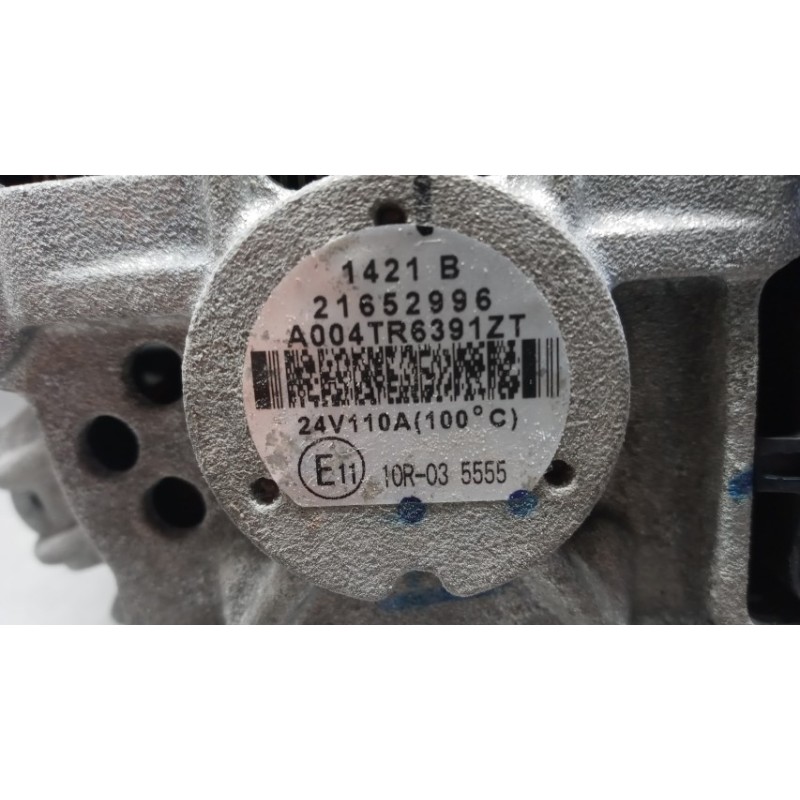 1421 B
21652996
A004TR6391ZT
24V110A(100°C)
E11 10R-03 5555